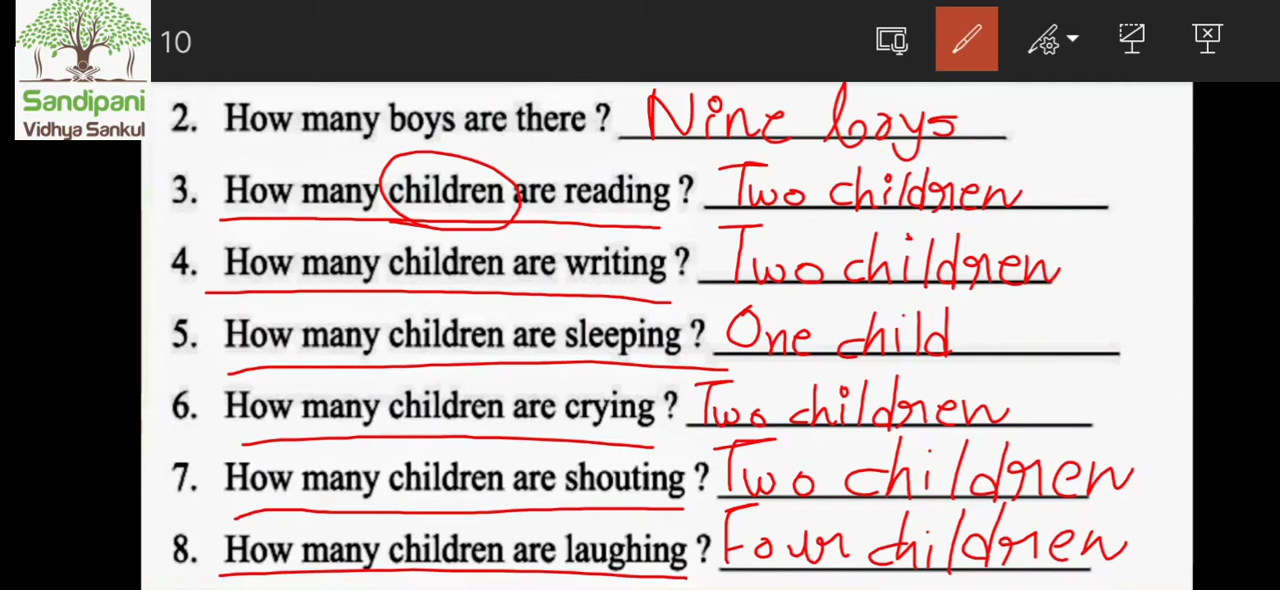 Sandipani
Vidhya Sankul
10
2. How many boys are there ? Nine boys
3. How many children are reading ? Two children
4. How many children are writing ? Two children
5. How many children are sleeping ? One child
6. How many children are crying ? Two children
7. How many children are shouting ? Two children
8. How many children are laughing ? Four children